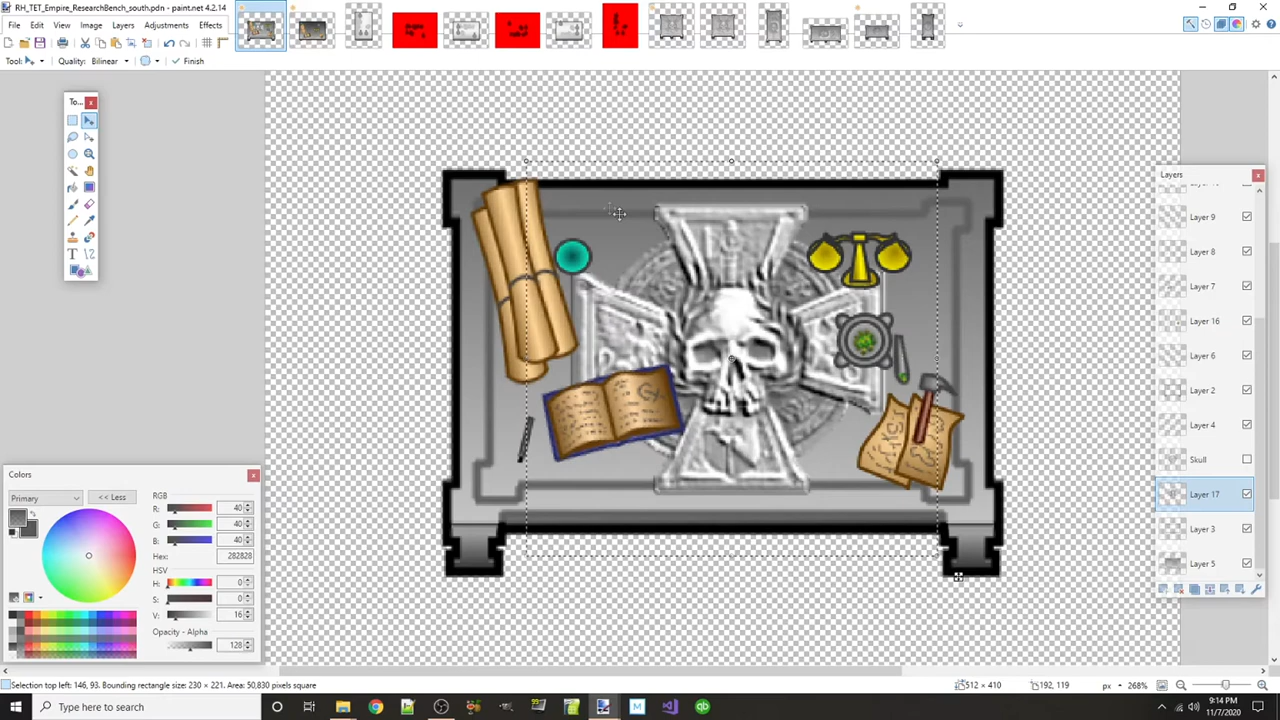 RH_TET_Empire_ResearchBench_south.pdn - paint.net 4.2.14
File Edit View Image Layers Adjustments Effects
Tool: Quality: Bilinear Finish
To...
Layers
Layer 9
Layer 8
Layer 7
Layer 16
Layer 6
Layer 2
Layer 4
Skull
Layer 17
Layer 3
Layer 5
Colors
Primary << Less
RGB
R: 40
G: 40
B: 40
Hex: 282828
HSV
H: 0
S: 0
V: 16
Opacity - Alpha
128
Selection top left: 146, 93. Bounding rectangle size: 230 × 221. Area: 50,830 pixels square
512 × 410
192, 119
px
268%
Type here to search
9:14 PM
11/7/2020